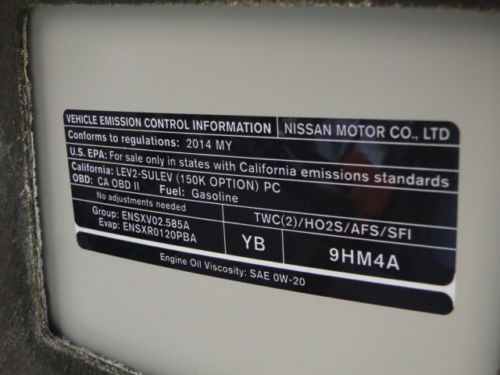 VEHICLE EMISSION CONTROL INFORMATION NISSAN MOTOR CO., LTD
Conforms to regulations: 2014 MY
U.S. EPA: For sale only in states with California emissions standards
California: LEV2-SULEV (150K OPTION) PC
OBD: CA OBD II Fuel: Gasoline
No adjustments needed
Group: ENSXV02.585A
Evap: ENSXR0120PBA
TWC(2)/HO2S/AFS/SFI
YB 9HM4A
Engine Oil Viscosity: SAE 0W-20